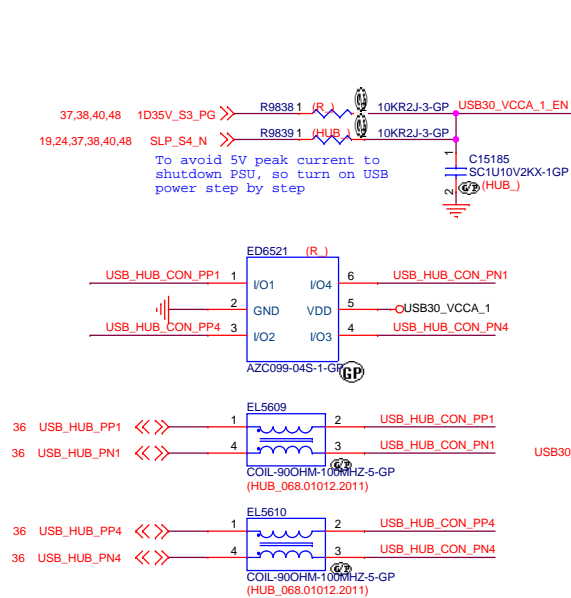 37,38,40,48 1D35V_S3_PG R9838 1 (R_) 2 10KR2J-3-GP USB30_VCCA_1_EN
19,24,37,38,40,48 SLP_S4_N R9839 1 (HUB_) 2 10KR2J-3-GP
To avoid 5V peak current to
shutdown PSU, so turn on USB
power step by step
1 C15185
SC1U10V2KX-1GP
2 GP (HUB_)
ED6521 (R_)
USB_HUB_CON_PP1 1 I/O1 I/O4 6 USB_HUB_CON_PN1
2 GND VDD 5 USB30_VCCA_1
USB_HUB_CON_PP4 3 I/O2 I/O3 4 USB_HUB_CON_PN4
AZC099-04S-1-GP GP
EL5609
36 USB_HUB_PP1 1 2 USB_HUB_CON_PP1
36 USB_HUB_PN1 4 3 USB_HUB_CON_PN1 USB30
GP
COIL-90OHM-100MHZ-5-GP
(HUB_068.01012.2011)
EL5610
36 USB_HUB_PP4 1 2 USB_HUB_CON_PP4
36 USB_HUB_PN4 4 3 USB_HUB_CON_PN4
GP
COIL-90OHM-100MHZ-5-GP
(HUB_068.01012.2011)